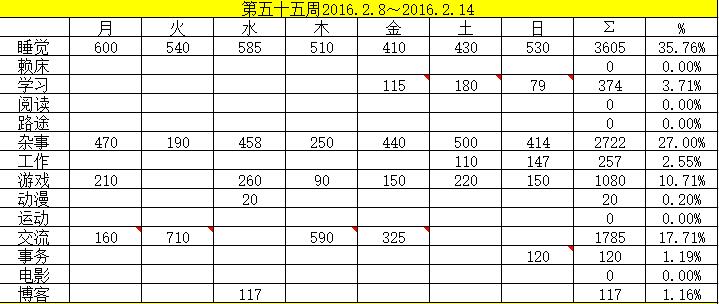 第五十五周2016.2.8～2016.2.14
月 火 水 木 金 土 日 Σ %
睡觉 600 540 585 510 410 430 530 3605 35.76%
赖床 0 0.00%
学习 115 180 79 374 3.71%
阅读 0 0.00%
路途 0 0.00%
杂事 470 190 458 250 440 500 414 2722 27.00%
工作 110 147 257 2.55%
游戏 210 260 90 150 220 150 1080 10.71%
动漫 20 20 0.20%
运动 0 0.00%
交流 160 710 590 325 1785 17.71%
事务 120 120 1.19%
电影 0 0.00%
博客 117 117 1.16%